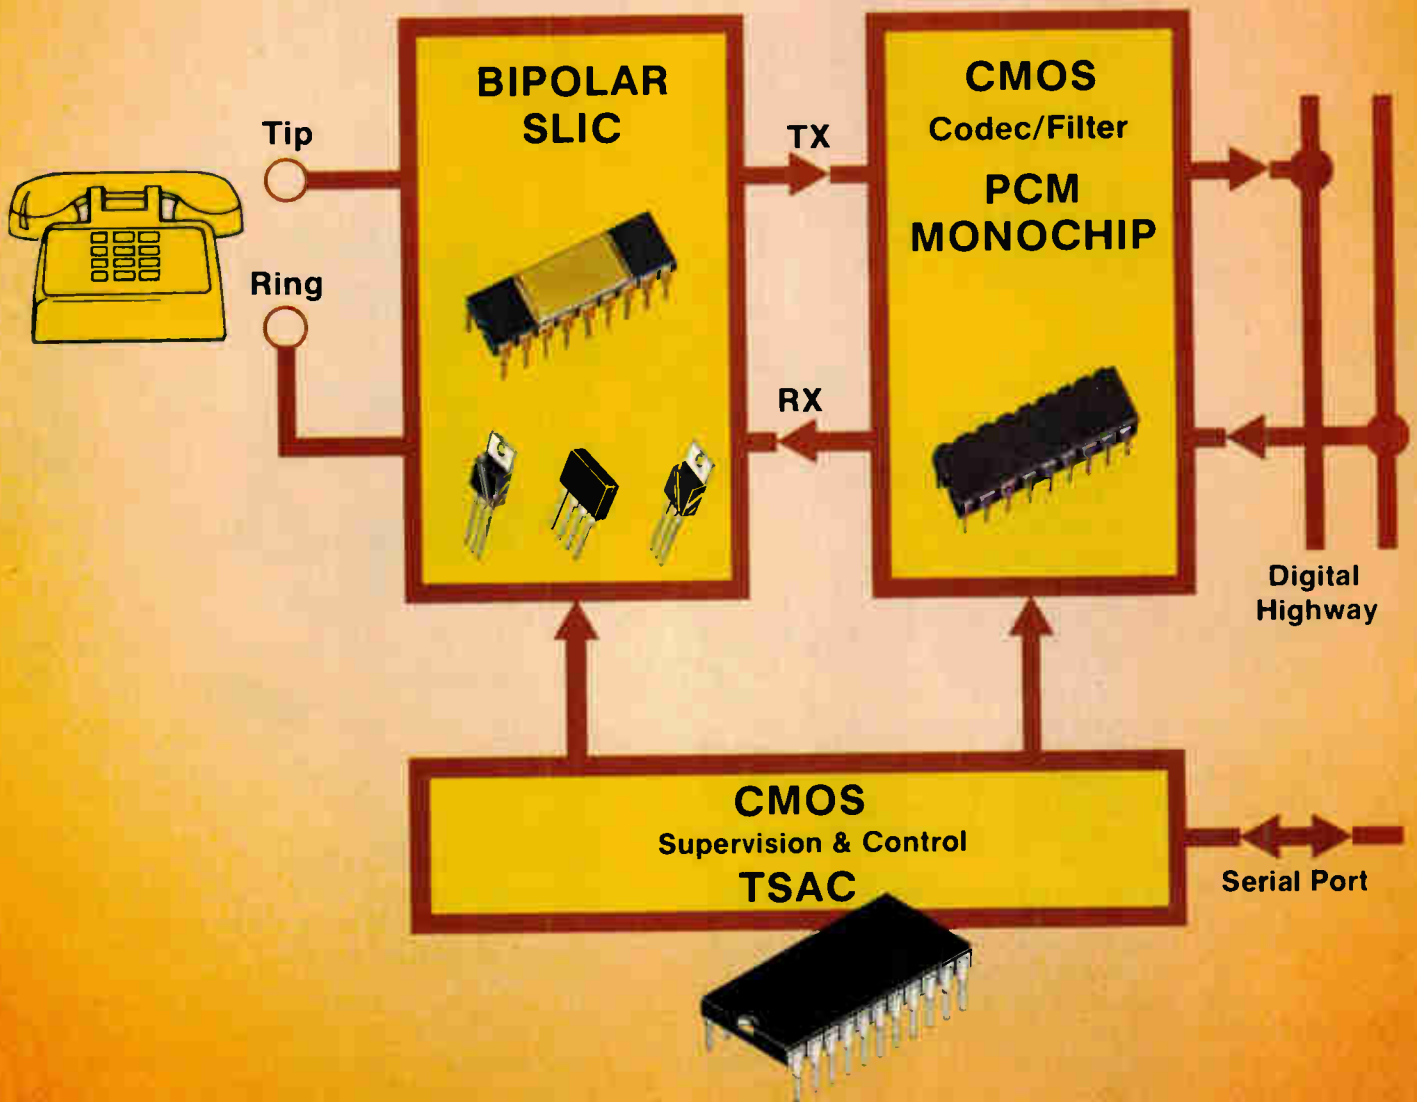 BIPOLAR
SLIC
CMOS
Codec/Filter
PCM
MONOCHIP
Tip
Ring
TX
RX
Digital
Highway
CMOS
Supervision & Control
TSAC
Serial Port